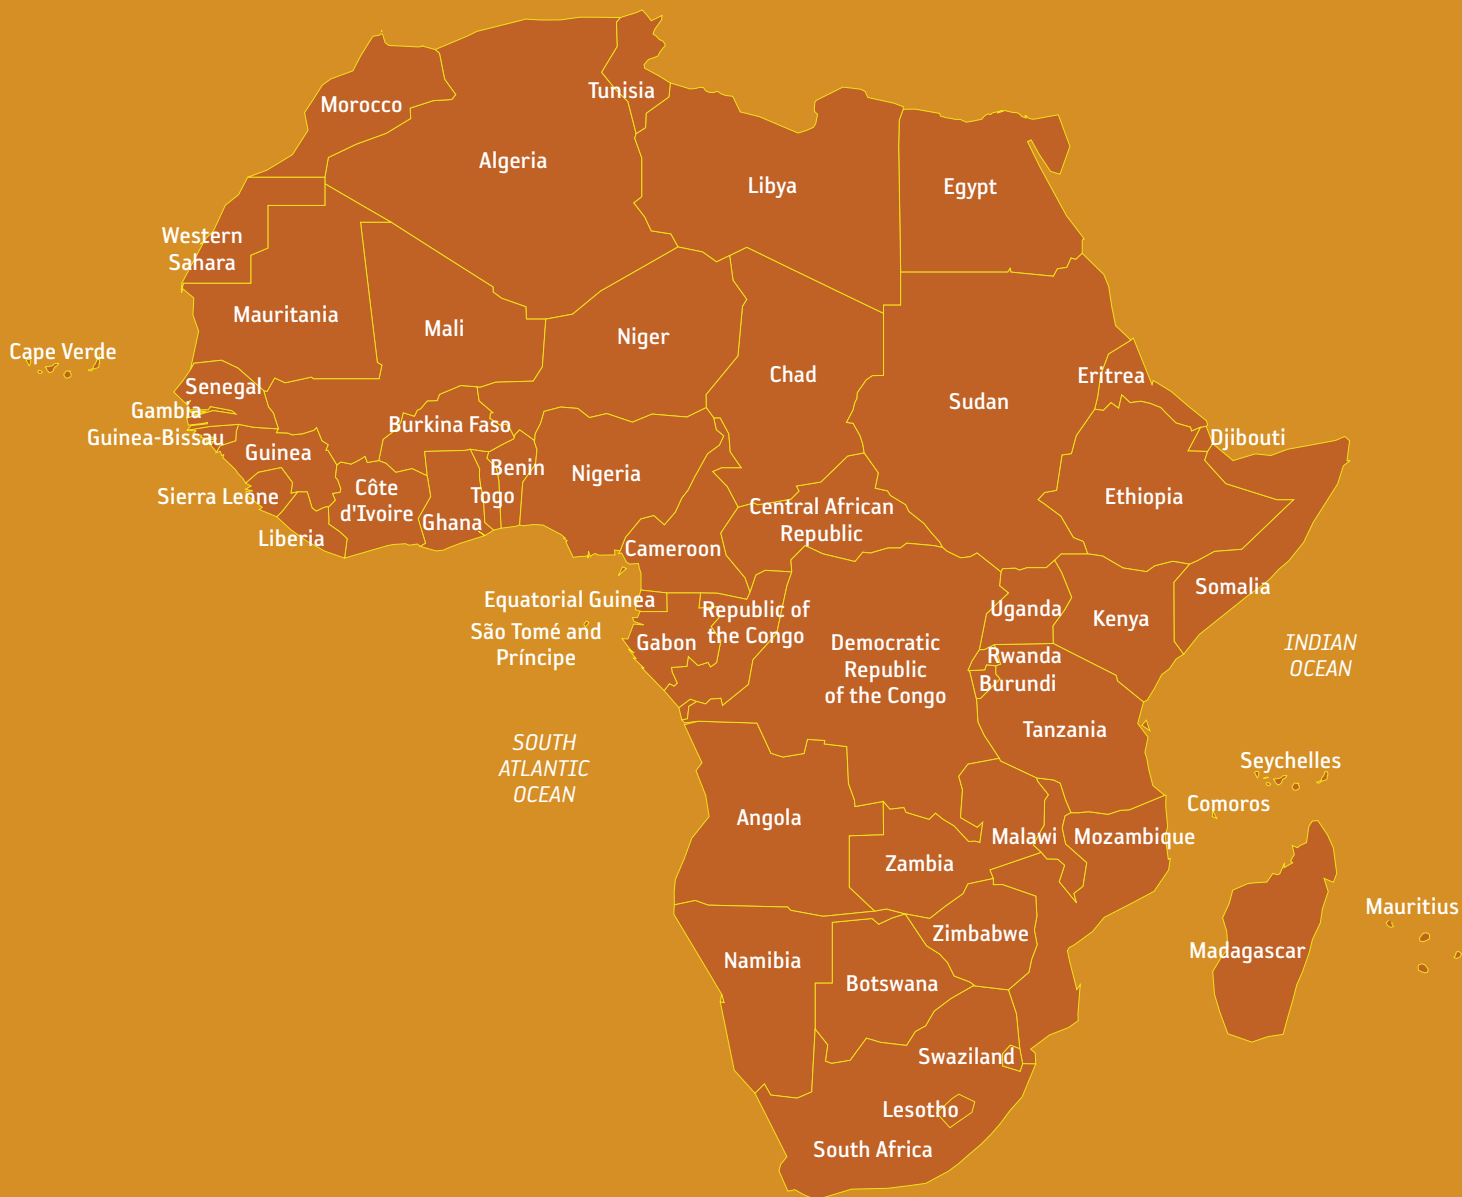 Tunisia
Morocco
Algeria
Libya
Egypt
Western
Sahara
Mauritania
Mali
Niger
Cape Verde
Chad
Eritrea
Senegal
Sudan
Gambia
Burkina Faso
Guinea-Bissau
Djibouti
Guinea
Benin
Nigeria
Côte
d'Ivoire
Togo
Ethiopia
Sierra Leone
Ghana
Central African
Republic
Liberia
Cameroon
Somalia
Equatorial Guinea
Republic of
the Congo
Uganda
Kenya
São Tomé and
Príncipe
Gabon
Democratic
Republic
of the Congo
Rwanda
INDIAN
OCEAN
Burundi
Tanzania
SOUTH
ATLANTIC
OCEAN
Seychelles
Comoros
Angola
Malawi
Mozambique
Zambia
Mauritius
Zimbabwe
Madagascar
Namibia
Botswana
Swaziland
Lesotho
South Africa